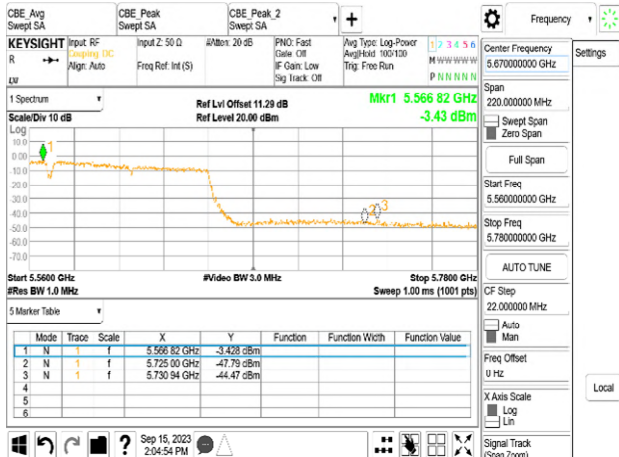 CBE_Avg
Swept SA
CBE_Peak
Swept SA
CBE_Peak_2
Swept SA
+
Frequency
Settings
KEYSIGHT
R
Input: RF
Coupling: DC
Align: Auto
Input Z: 50 Ω
Freq Ref: Int (S)
#Atten: 20 dB
PNO: Fast
Gate: Off
IF Gain: Low
Sig Track: Off
Avg Type: Log-Power
Avg|Hold: 100/100
Trig: Free Run
1 2 3 4 5 6
M W W W W W
P N N N N N
1 Spectrum
Scale/Div 10 dB
Ref Lvl Offset 11.29 dB
Ref Level 20.00 dBm
Mkr1 5.566 82 GHz
-3.43 dBm
Log
10.0
0.00
-10.0
-20.0
-30.0
-40.0
-50.0
-60.0
-70.0
1
2
3
Start 5.5600 GHz
#Res BW 1.0 MHz
#Video BW 3.0 MHz
Stop 5.7800 GHz
Sweep 1.00 ms (1001 pts)
5 Marker Table
Mode Trace Scale X Y Function Function Width Function Value
1 N 1 f 5.566 82 GHz -3.428 dBm
2 N 1 f 5.725 00 GHz -47.79 dBm
3 N 1 f 5.730 94 GHz -44.47 dBm
4
5
6
Sep 15, 2023
2:04:54 PM
Center Frequency
5.670000000 GHz
Span
220.000000 MHz
Swept Span
Zero Span
Full Span
Start Freq
5.560000000 GHz
Stop Freq
5.780000000 GHz
AUTO TUNE
CF Step
22.000000 MHz
Auto
Man
Freq Offset
0 Hz
X Axis Scale
Log
Lin
Signal Track
(Span Zoom)
Local